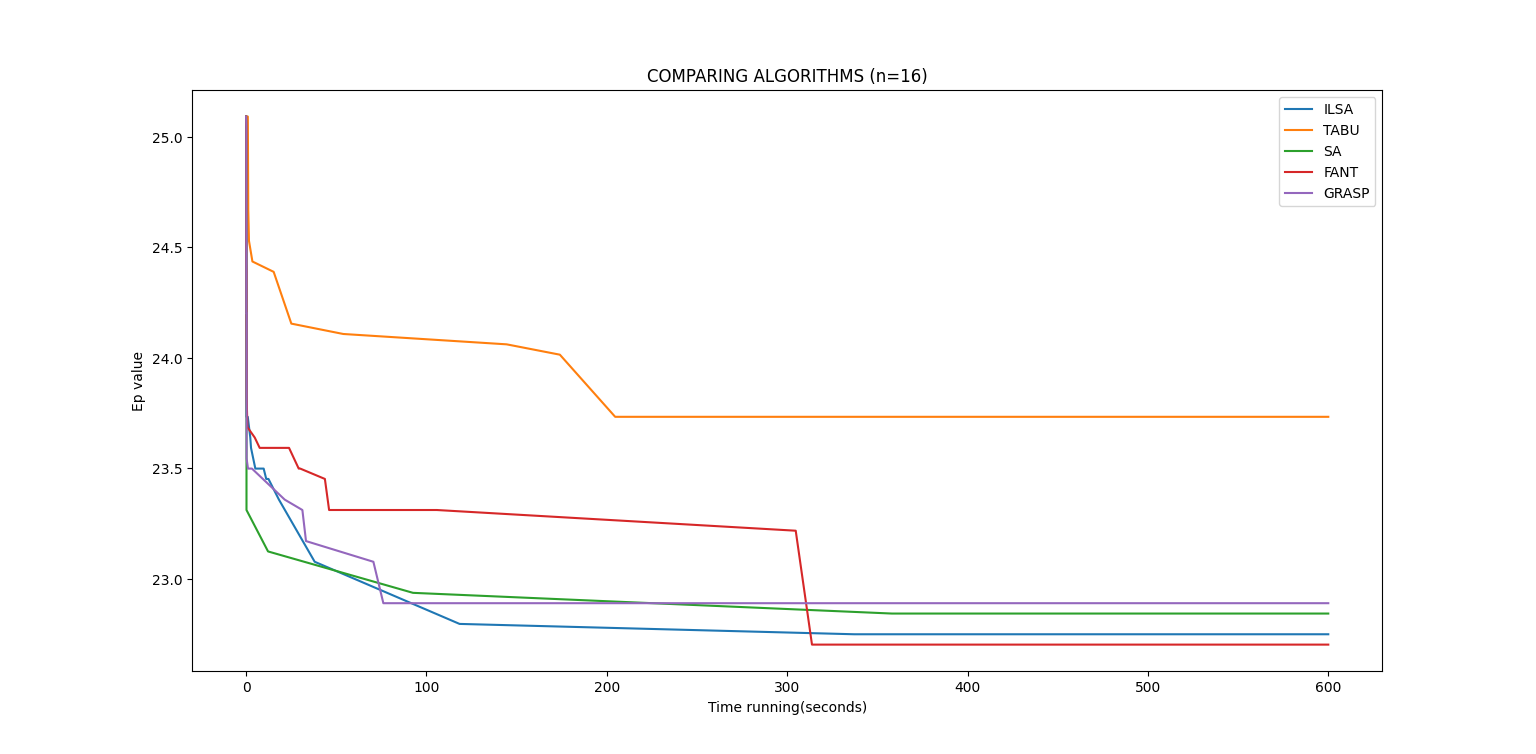 COMPARING ALGORITHMS (n=16)
ILSA
TABU
SA
FANT
GRASP
25.0
24.5
24.0
23.5
23.0
Ep value
0 100 200 300 400 500 600
Time running(seconds)